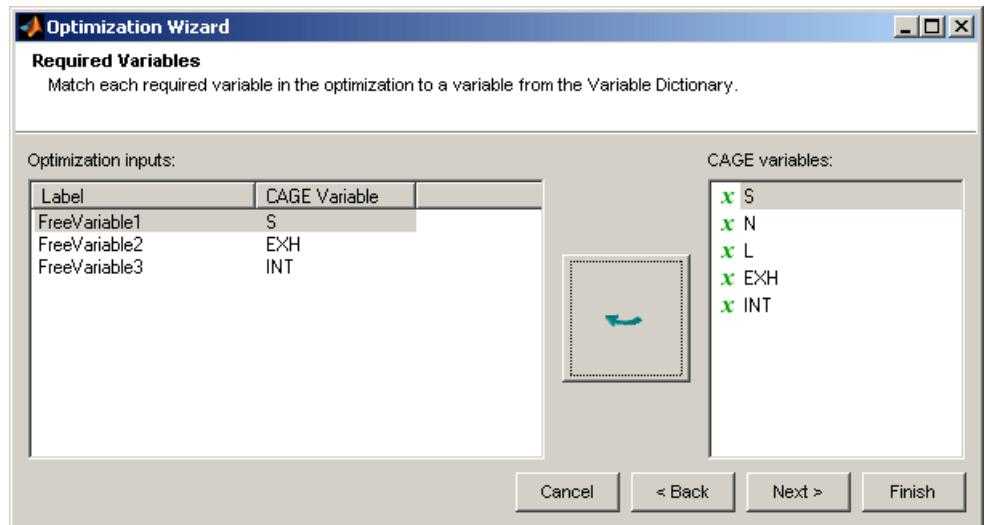 Optimization Wizard
Required Variables
Match each required variable in the optimization to a variable from the Variable Dictionary.
Optimization inputs:
CAGE variables:
Label CAGE Variable
FreeVariable1 S
FreeVariable2 EXH
FreeVariable3 INT
x S
x N
x L
x EXH
x INT
Cancel < Back Next > Finish